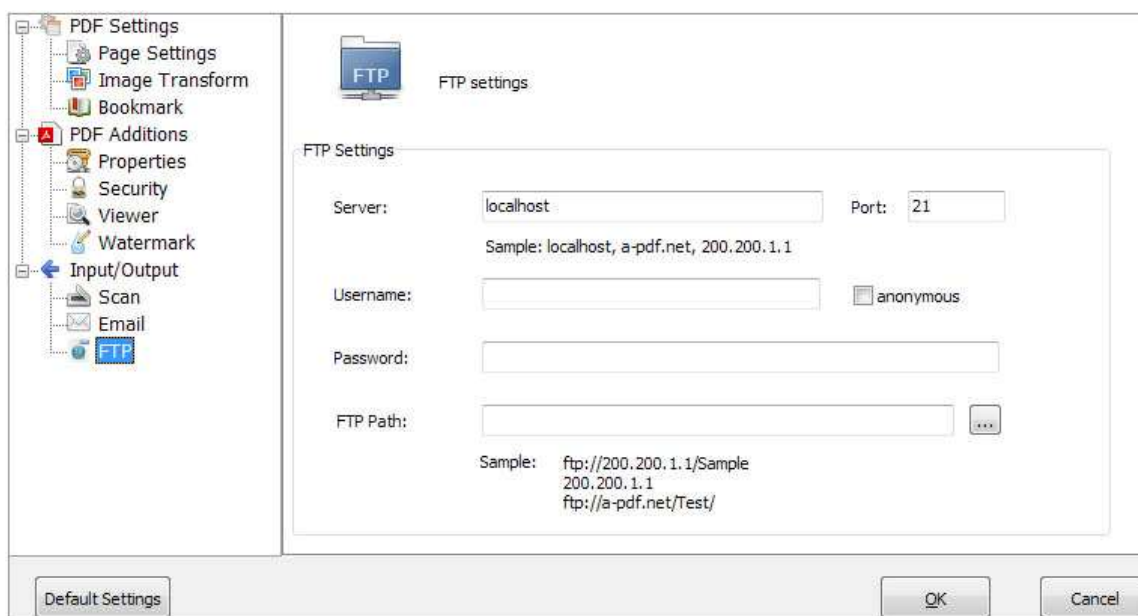 PDF Settings
Page Settings
Image Transform
Bookmark
PDF Additions
Properties
Security
Viewer
Watermark
Input/Output
Scan
Email
FTP
FTP
FTP settings
FTP Settings
Server: localhost Port: 21
Sample: localhost, a-pdf.net, 200.200.1.1
Username: anonymous
Password:
FTP Path: ...
Sample: ftp://200.200.1.1/Sample
200.200.1.1
ftp://a-pdf.net/Test/
Default Settings OK Cancel